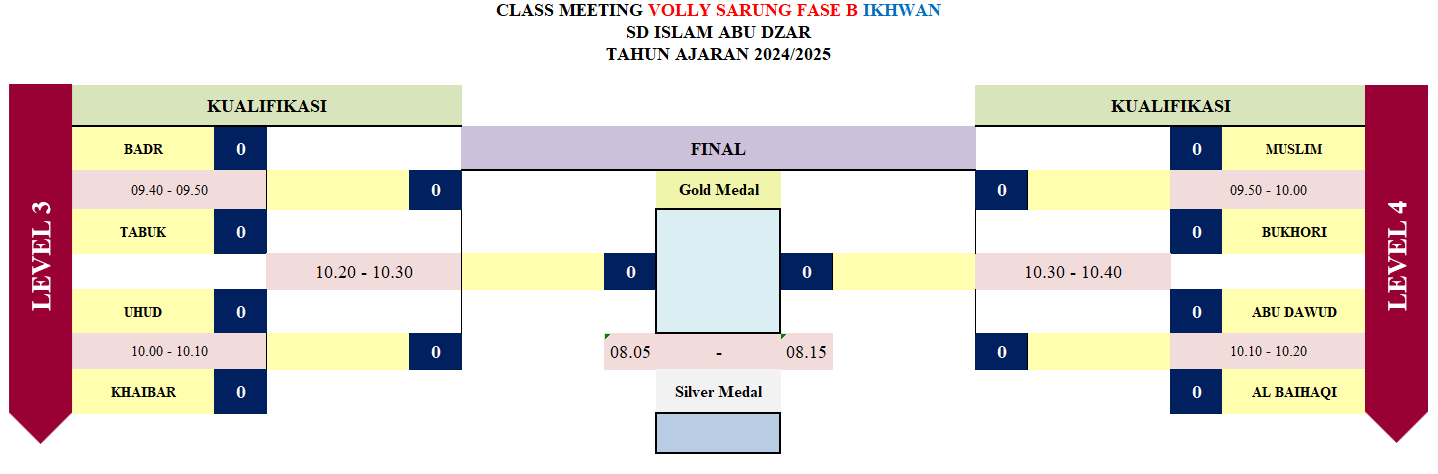 CLASS MEETING VOLLY SARUNG FASE B IKHWAN
SD ISLAM ABU DZAR
TAHUN AJARAN 2024/2025
LEVEL 3
KUALIFIKASI
BADR 0
09.40 - 09.50
0
TABUK 0
10.20 - 10.30
UHUD 0
10.00 - 10.10
0
KHAIBAR 0
FINAL
Gold Medal
0 0
08.05 - 08.15
Silver Medal
KUALIFIKASI
0 MUSLIM
0
09.50 - 10.00
0 BUKHORI
10.30 - 10.40
0 ABU DAWUD
0
10.10 - 10.20
0 AL BAIHAQI
LEVEL 4